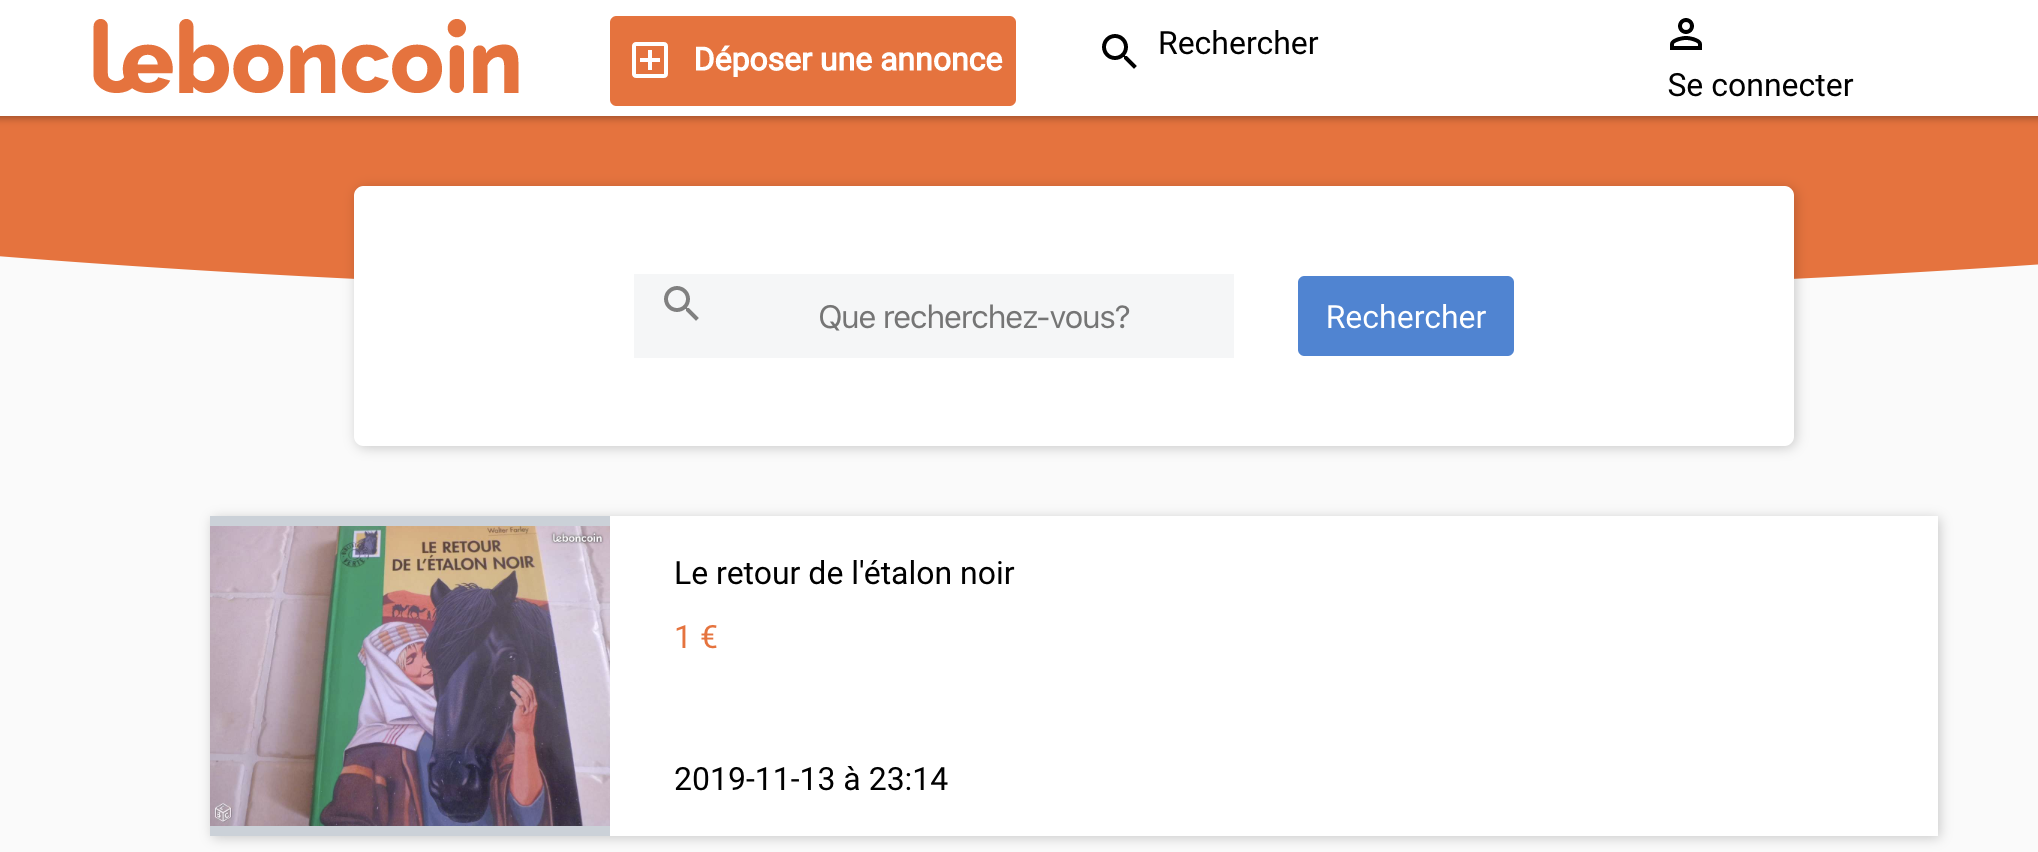 leboncoin
Déposer une annonce
Rechercher
Se connecter
Que recherchez-vous?
Rechercher
Walter Farley
leboncoin
LE RETOUR
DE L'ÉTALON NOIR
Le retour de l'étalon noir
1 €
2019-11-13 à 23:14